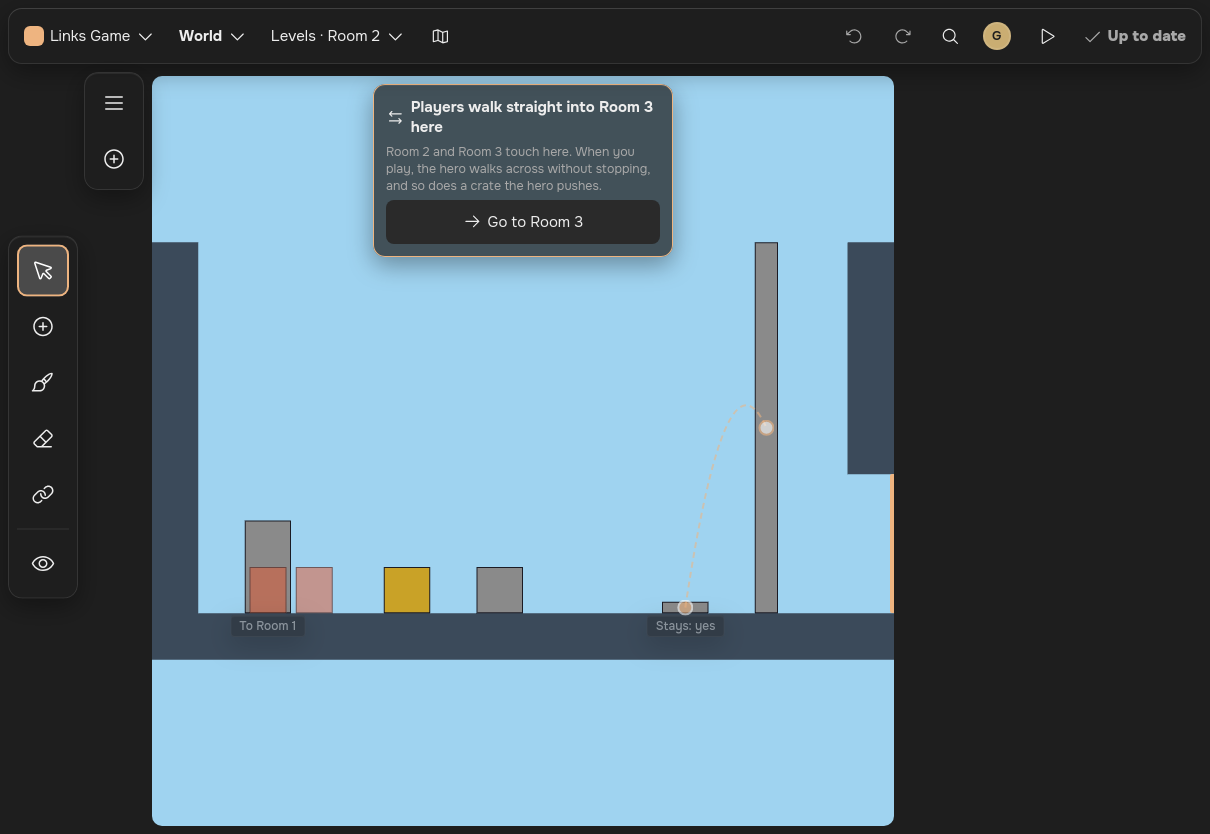 Links Game
World
Levels · Room 2
G
Up to date
Players walk straight into Room 3
here
Room 2 and Room 3 touch here. When you
play, the hero walks across without stopping,
and so does a crate the hero pushes.
Go to Room 3
To Room 1
Stays: yes